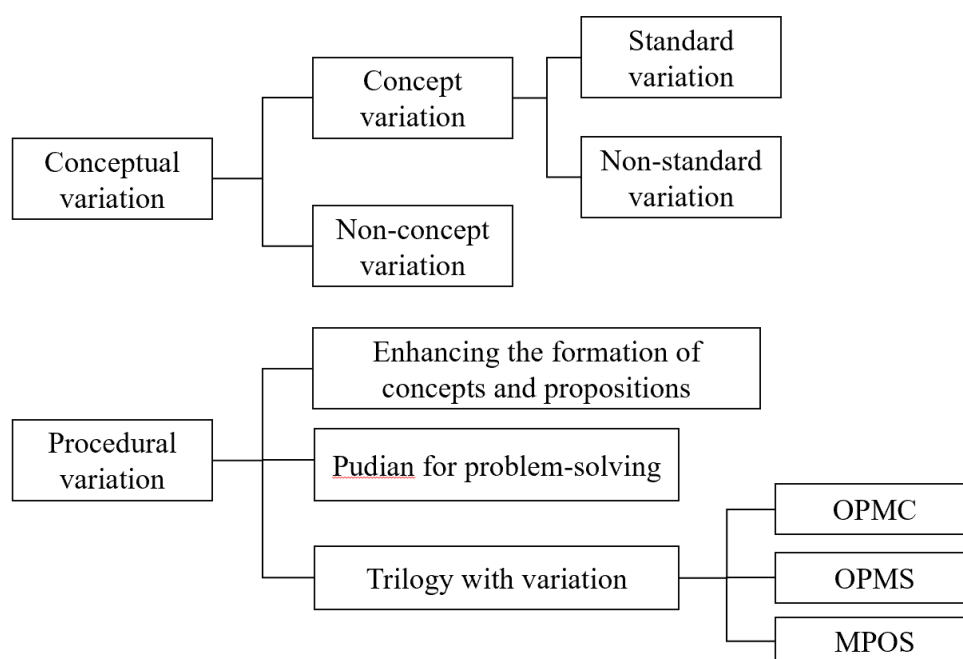 Conceptual
variation
Concept
variation
Standard
variation
Non-standard
variation
Non-concept
variation
Procedural
variation
Enhancing the formation of
concepts and propositions
Pudian for problem-solving
Trilogy with variation
OPMC
OPMS
MPOS